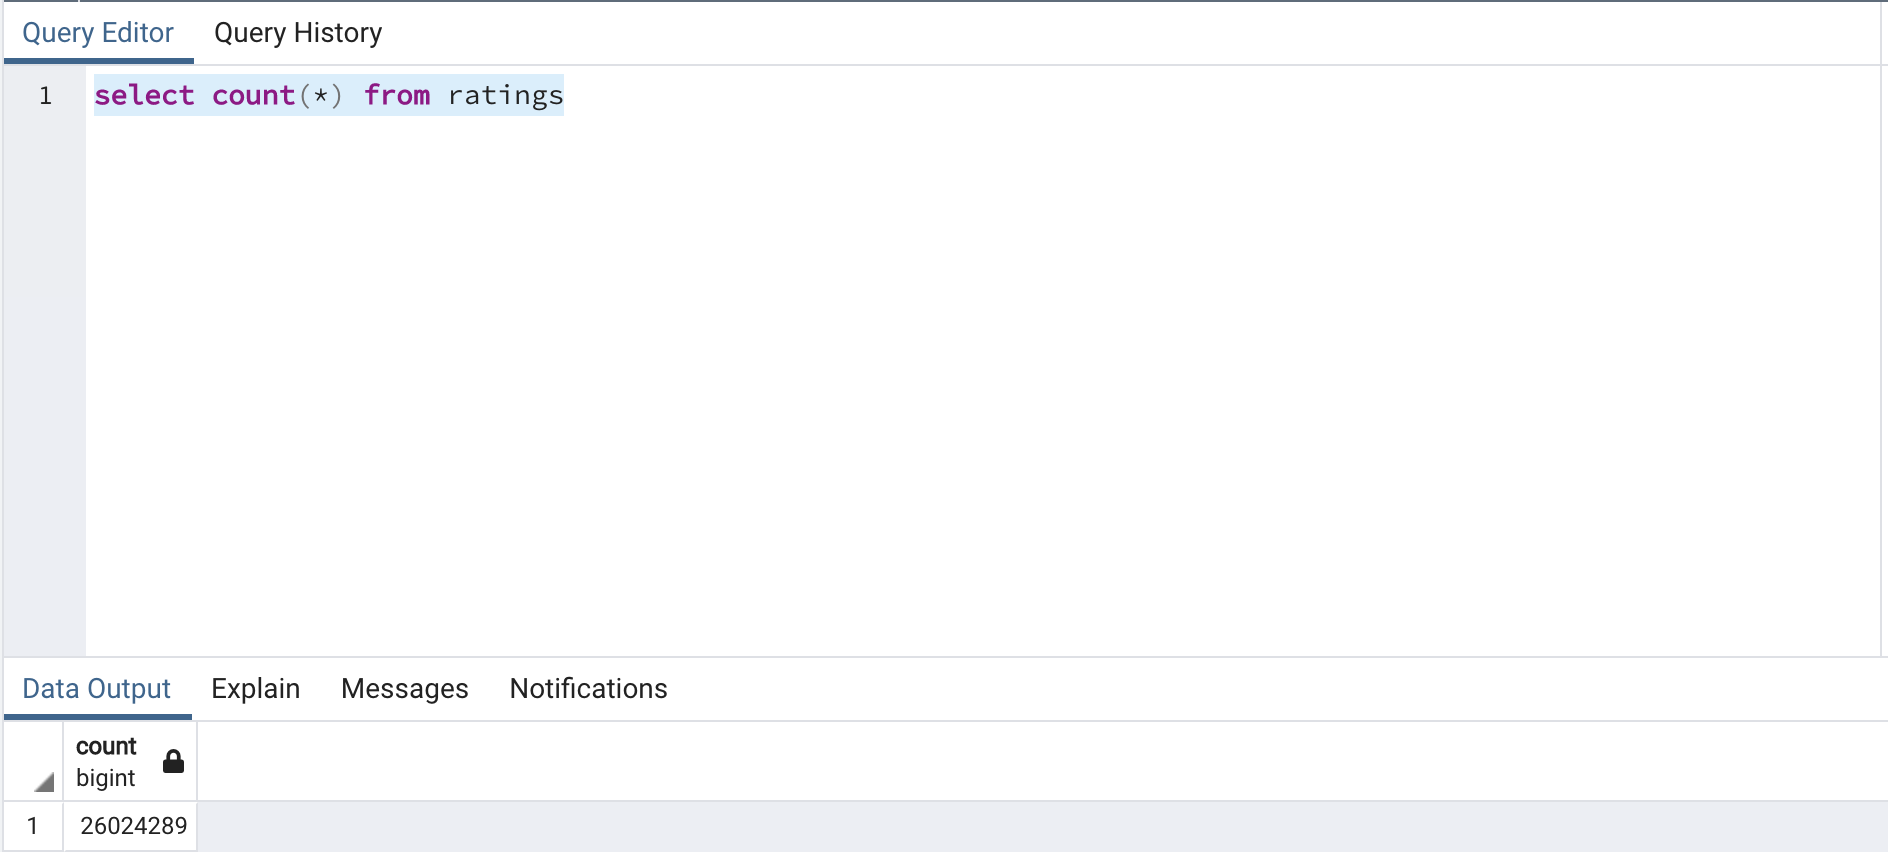 Query Editor Query History
1 select count(*) from ratings
Data Output Explain Messages Notifications
count
bigint
1 26024289